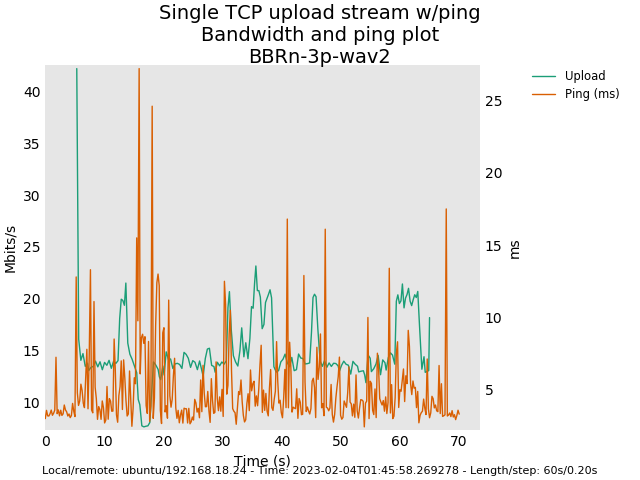 Single TCP upload stream w/ping
Bandwidth and ping plot
BBRn-3p-wav2
Upload
Ping (ms)
Mbits/s
40
35
30
25
20
15
10
25
20
15
10
5
ms
0 10 20 30 40 50 60 70
Time (s)
Local/remote: ubuntu/192.168.18.24 - Time: 2023-02-04T01:45:58.269278 - Length/step: 60s/0.20s